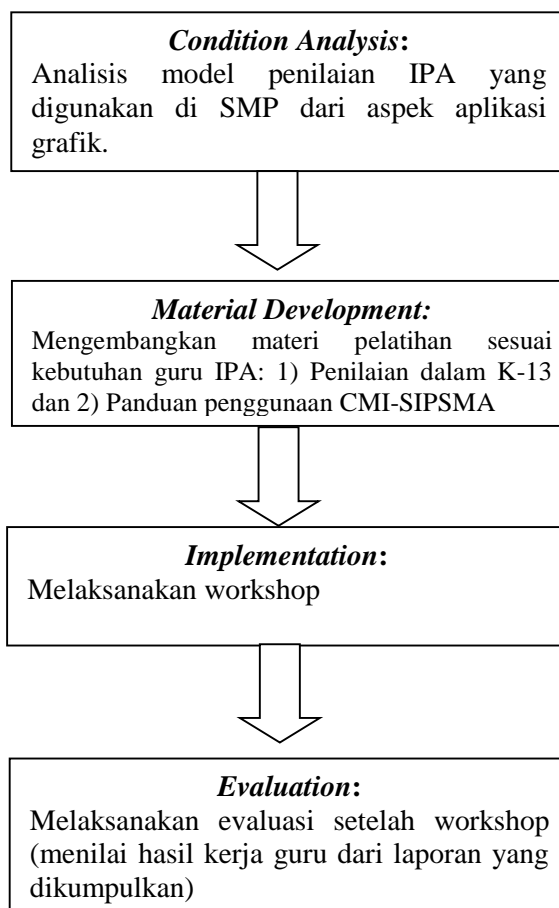 Condition Analysis:
Analisis model penilaian IPA yang
digunakan di SMP dari aspek aplikasi
grafik.
Material Development:
Mengembangkan materi pelatihan sesuai
kebutuhan guru IPA: 1) Penilaian dalam K-13
dan 2) Panduan penggunaan CMI-SIPSMA
Implementation:
Melaksanakan workshop
Evaluation:
Melaksanakan evaluasi setelah workshop
(menilai hasil kerja guru dari laporan yang
dikumpulkan)